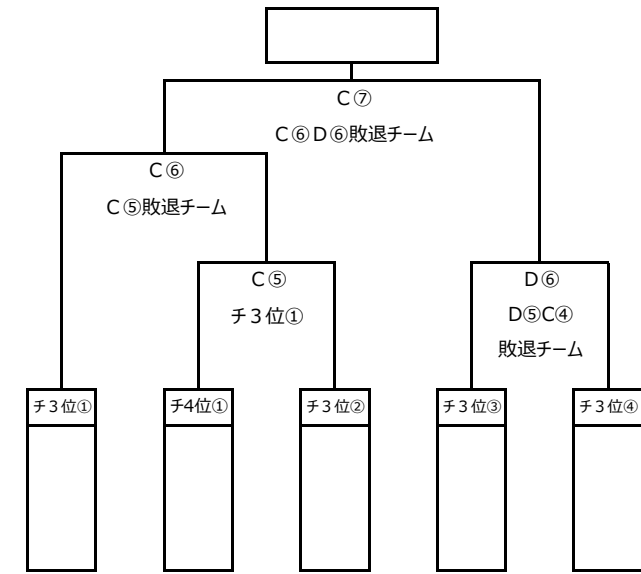 Ｃ⑦
Ｃ⑥Ｄ⑥敗退チーム
Ｃ⑥
Ｃ⑤敗退チーム
Ｃ⑤
チ３位①
Ｄ⑥
D⑤C④
敗退チーム
チ３位①
チ4位①
チ３位②
チ３位③
チ３位④